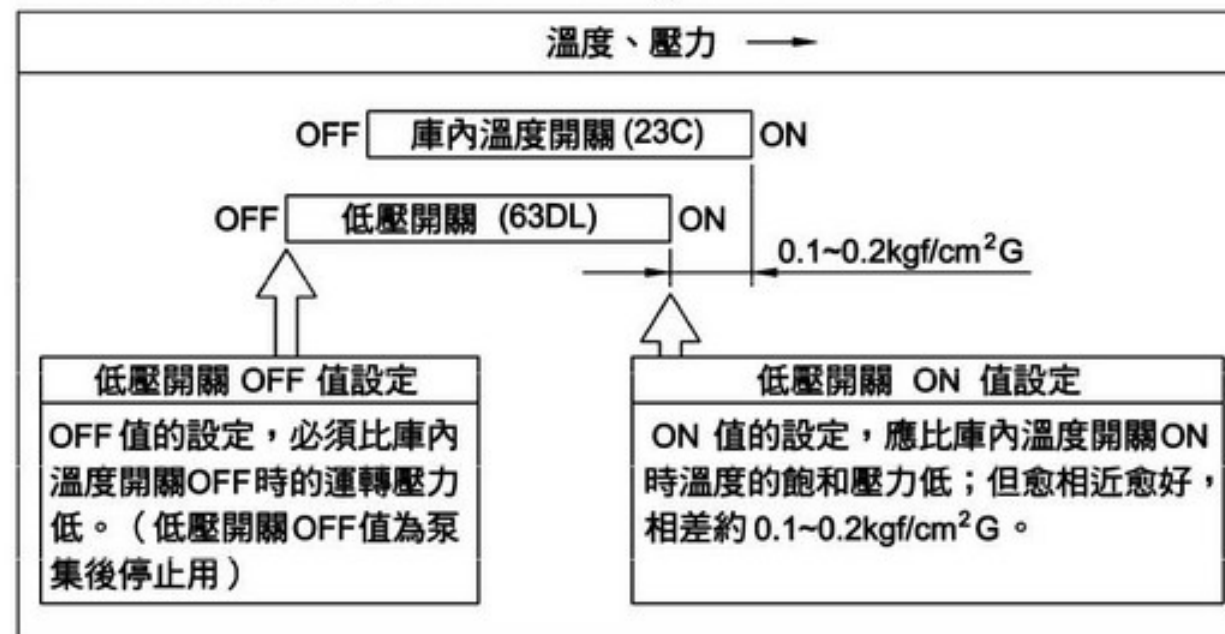 溫度、壓力
OFF 庫內溫度開關 (23C) ON
OFF 低壓開關 (63DL) ON
0.1~0.2kgf/cm²G
低壓開關 OFF 值設定
OFF 值的設定，必須比庫內
溫度開關OFF時的運轉壓力
低。（低壓開關OFF值為泵
集後停止用）
低壓開關 ON 值設定
ON 值的設定，應比庫內溫度開關ON
時溫度的飽和壓力低；但愈相近愈好，
相差約 0.1~0.2kgf/cm²G。